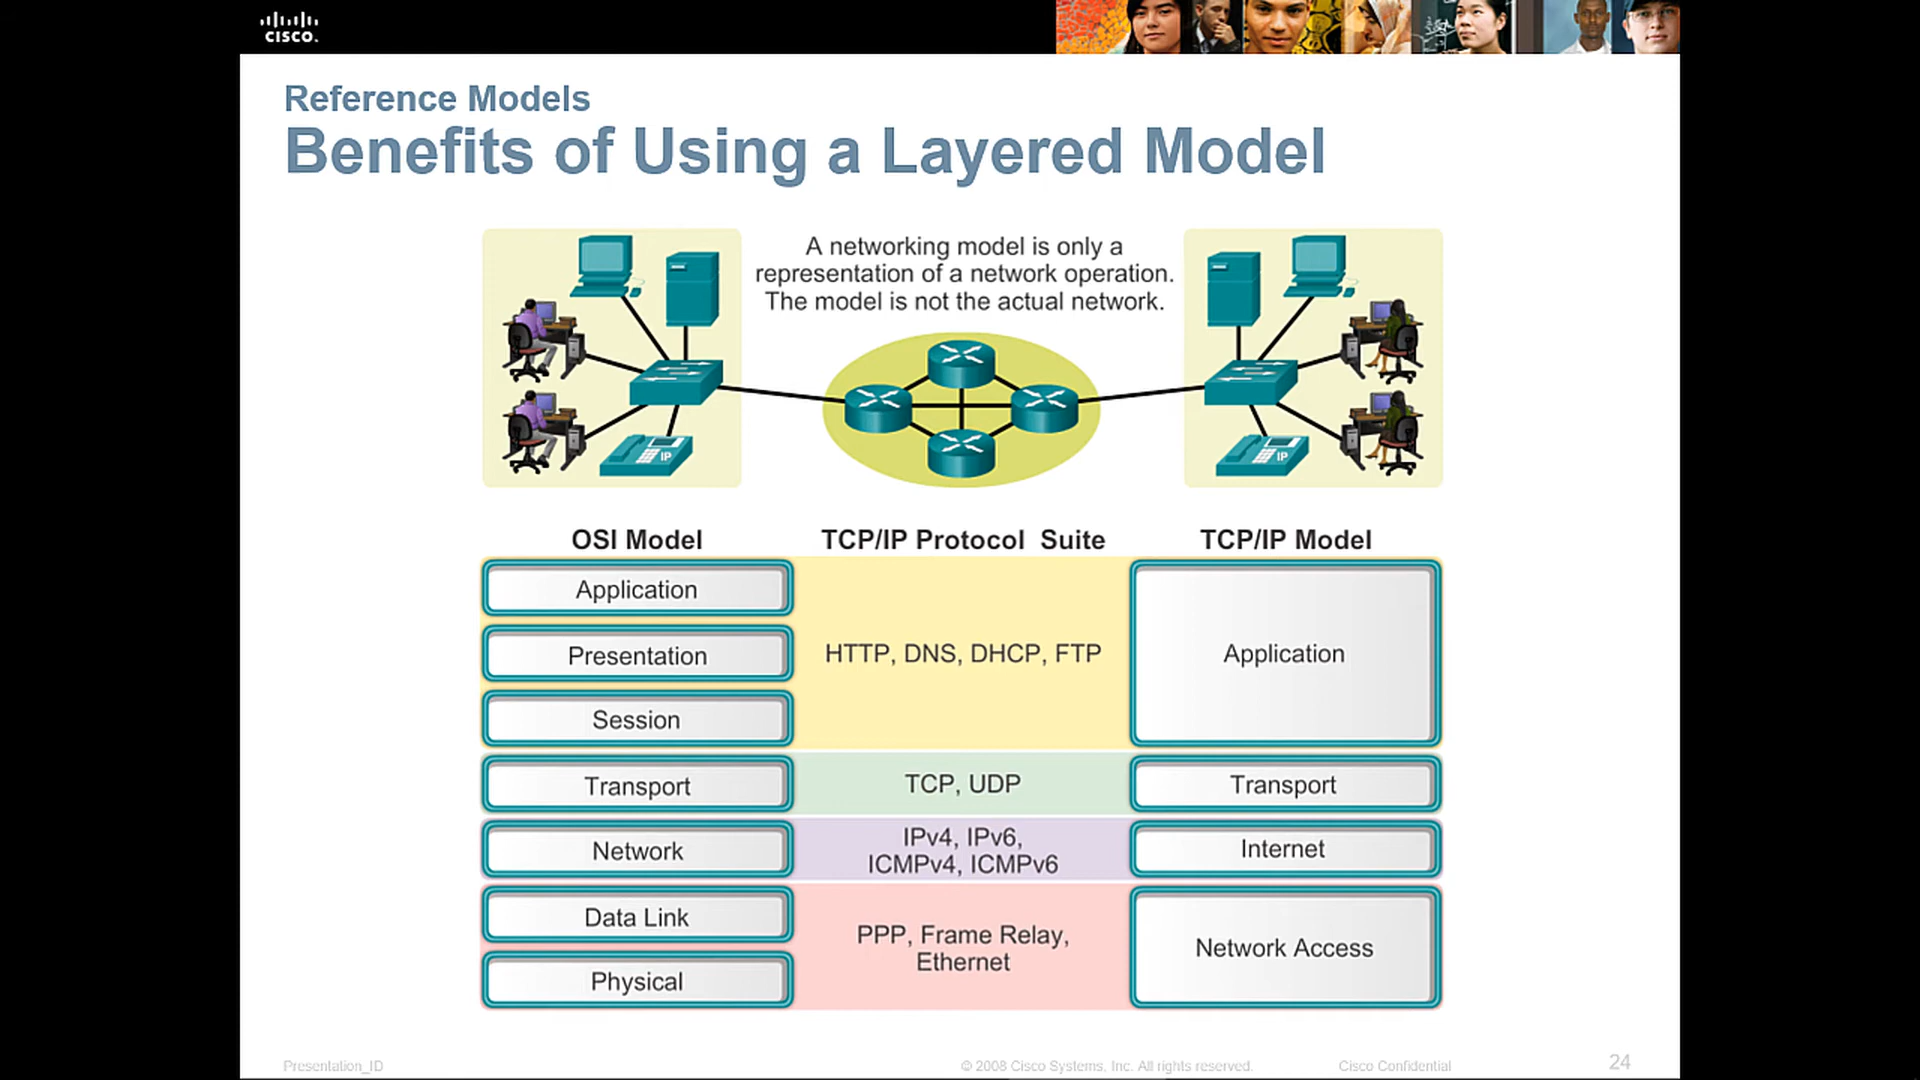 CISCO.
Reference Models
Benefits of Using a Layered Model
A networking model is only a
representation of a network operation.
The model is not the actual network.
IP
IP
OSI Model
TCP/IP Protocol Suite
TCP/IP Model
Application
Presentation
Session
HTTP, DNS, DHCP, FTP
Application
Transport
TCP, UDP
Transport
Network
IPv4, IPv6,
ICMPv4, ICMPv6
Internet
Data Link
Physical
PPP, Frame Relay,
Ethernet
Network Access
Presentation_ID
© 2008 Cisco Systems, Inc. All rights reserved.
Cisco Confidential
24